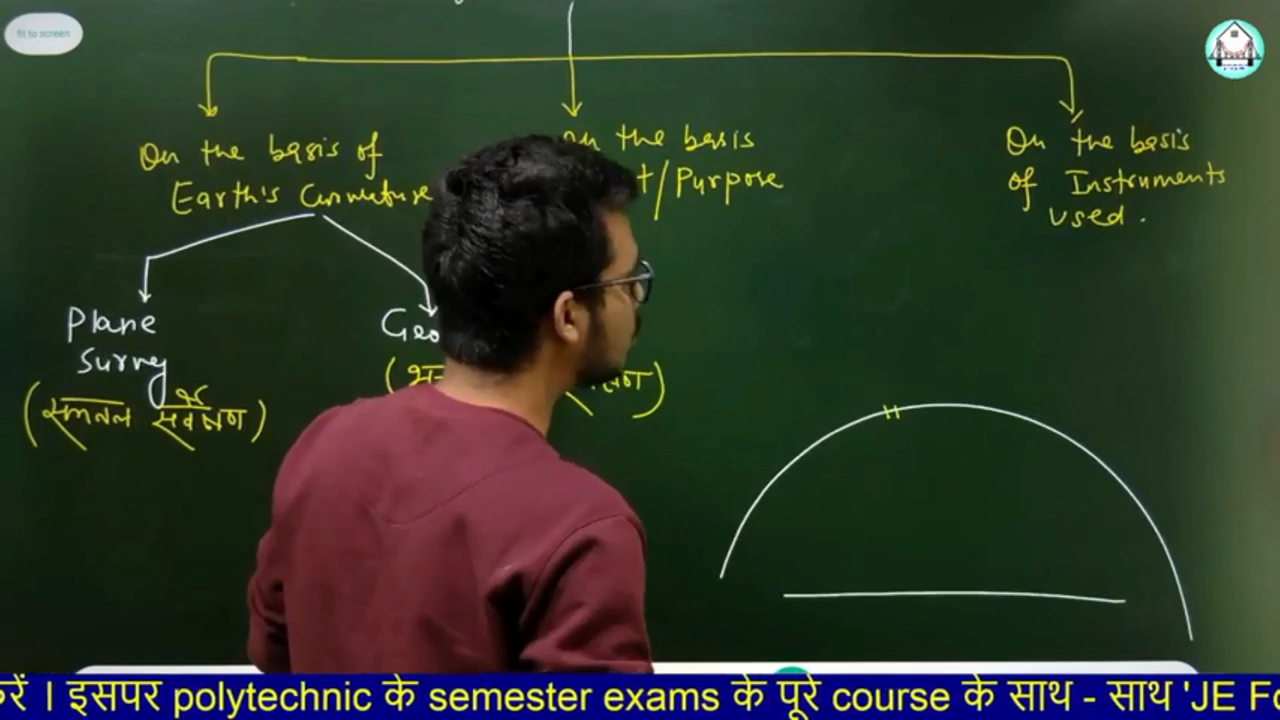 fit to screen
On the basis of
Earth's Curvature
Plane
Survey
(समतल सर्वेक्षण)
Geo
On the basis
t/Purpose
On the basis
of Instruments
used.
रें । इसपर polytechnic के semester exams के पूरे course के साथ - साथ 'JE Fo